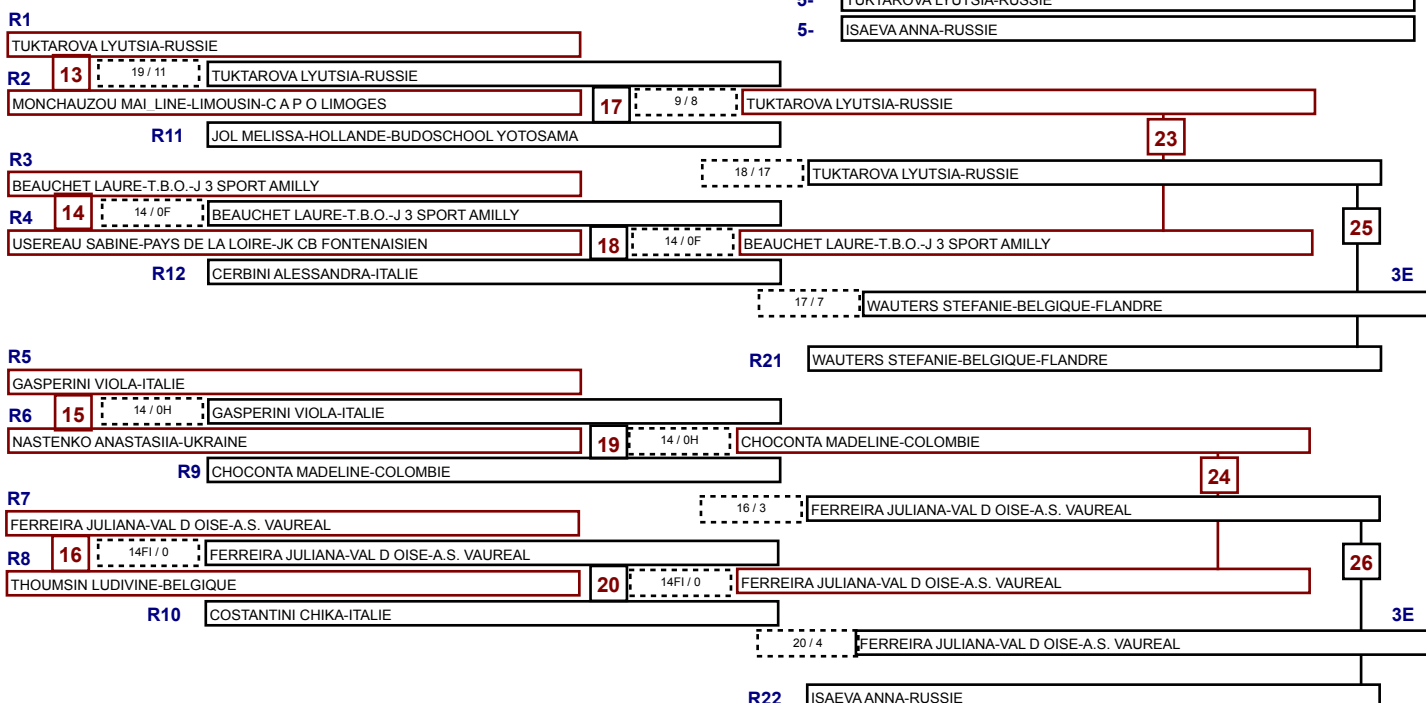 5- TUKTAROVA LYUTSIA-RUSSIE
R1
5- ISAEVA ANNA-RUSSIE
TUKTAROVA LYUTSIA-RUSSIE
R2 13 19 / 11 TUKTAROVA LYUTSIA-RUSSIE
MONCHAUZOU MAI_LINE-LIMOUSIN-C A P O LIMOGES 17 9 / 8 TUKTAROVA LYUTSIA-RUSSIE
R11 JOL MELISSA-HOLLANDE-BUDOSCHOOL YOTOSAMA 23
R3
18 / 17 TUKTAROVA LYUTSIA-RUSSIE
BEAUCHET LAURE-T.B.O.-J 3 SPORT AMILLY
R4 14 14 / 0F BEAUCHET LAURE-T.B.O.-J 3 SPORT AMILLY 25
USEREAU SABINE-PAYS DE LA LOIRE-JK CB FONTENAISIEN 18 14 / 0F BEAUCHET LAURE-T.B.O.-J 3 SPORT AMILLY
R12 CERBINI ALESSANDRA-ITALIE 3E
17 / 7 WAUTERS STEFANIE-BELGIQUE-FLANDRE
R5 R21 WAUTERS STEFANIE-BELGIQUE-FLANDRE
GASPERINI VIOLA-ITALIE
R6 15 14 / 0H GASPERINI VIOLA-ITALIE
NASTENKO ANASTASIIA-UKRAINE 19 14 / 0H CHOCONTA MADELINE-COLOMBIE
R9 CHOCONTA MADELINE-COLOMBIE 24
R7
16 / 3 FERREIRA JULIANA-VAL D OISE-A.S. VAUREAL
FERREIRA JULIANA-VAL D OISE-A.S. VAUREAL
R8 16 14FI / 0 FERREIRA JULIANA-VAL D OISE-A.S. VAUREAL 26
THOUMSIN LUDIVINE-BELGIQUE 20 14FI / 0 FERREIRA JULIANA-VAL D OISE-A.S. VAUREAL
R10 COSTANTINI CHIKA-ITALIE 3E
20 / 4 FERREIRA JULIANA-VAL D OISE-A.S. VAUREAL
R22 ISAEVA ANNA-RUSSIE